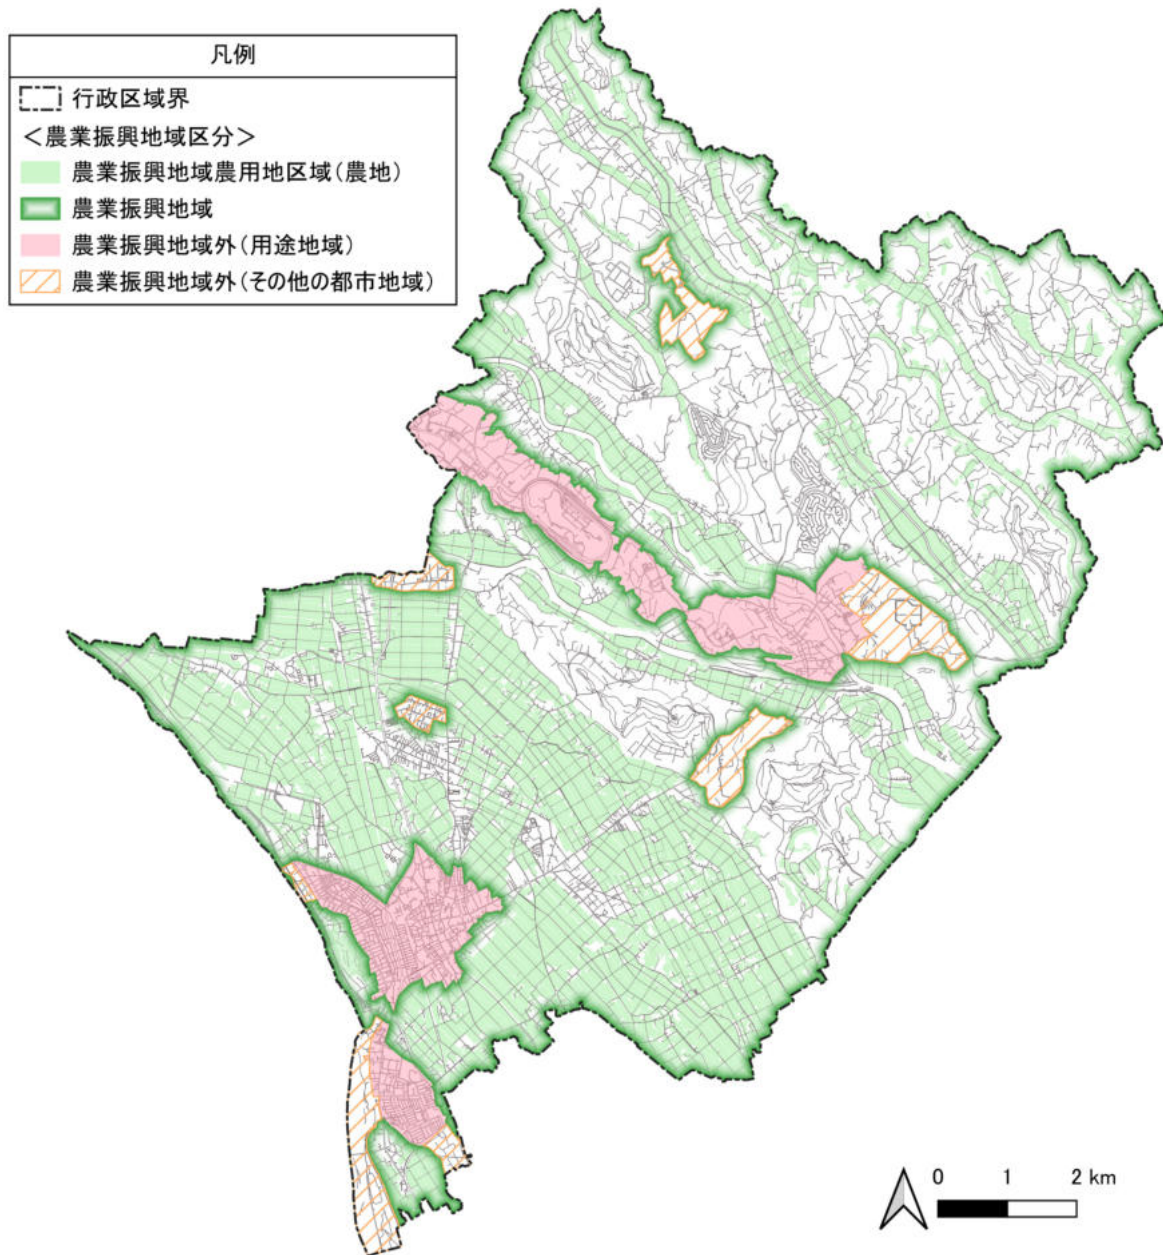 凡例
行政区域界
＜農業振興地域区分＞
農業振興地域農用地区域(農地)
農業振興地域
農業振興地域外(用途地域)
農業振興地域外(その他の都市地域)
0 1 2 km